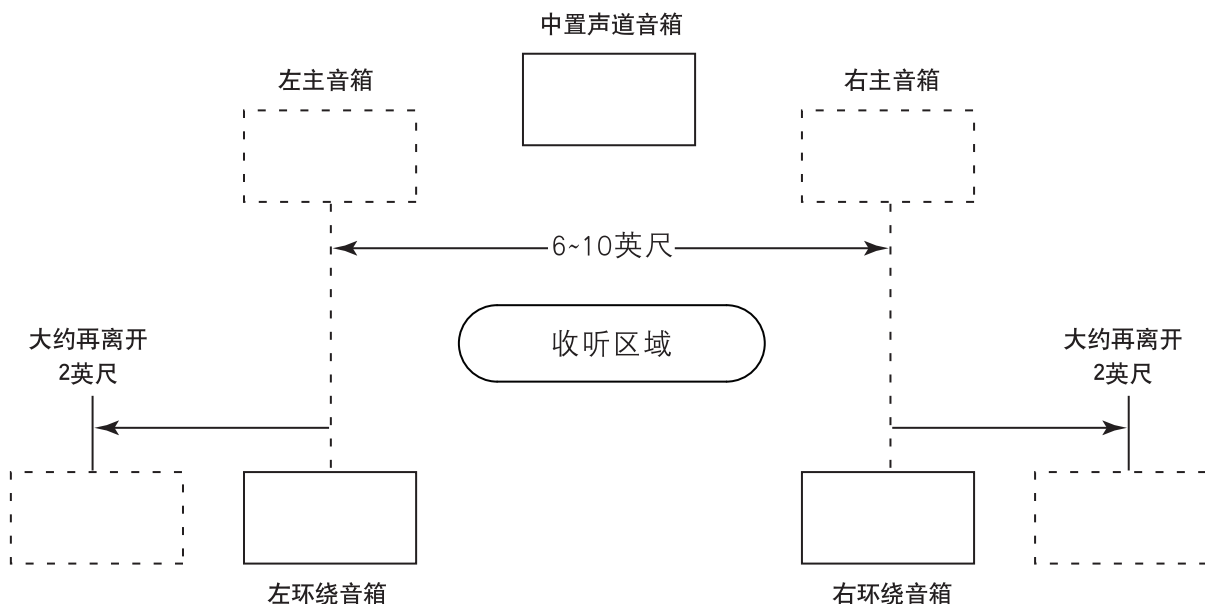 中置声道音箱
左主音箱
右主音箱
6~10英尺
收听区域
大约再离开
2英尺
大约再离开
2英尺
左环绕音箱
右环绕音箱